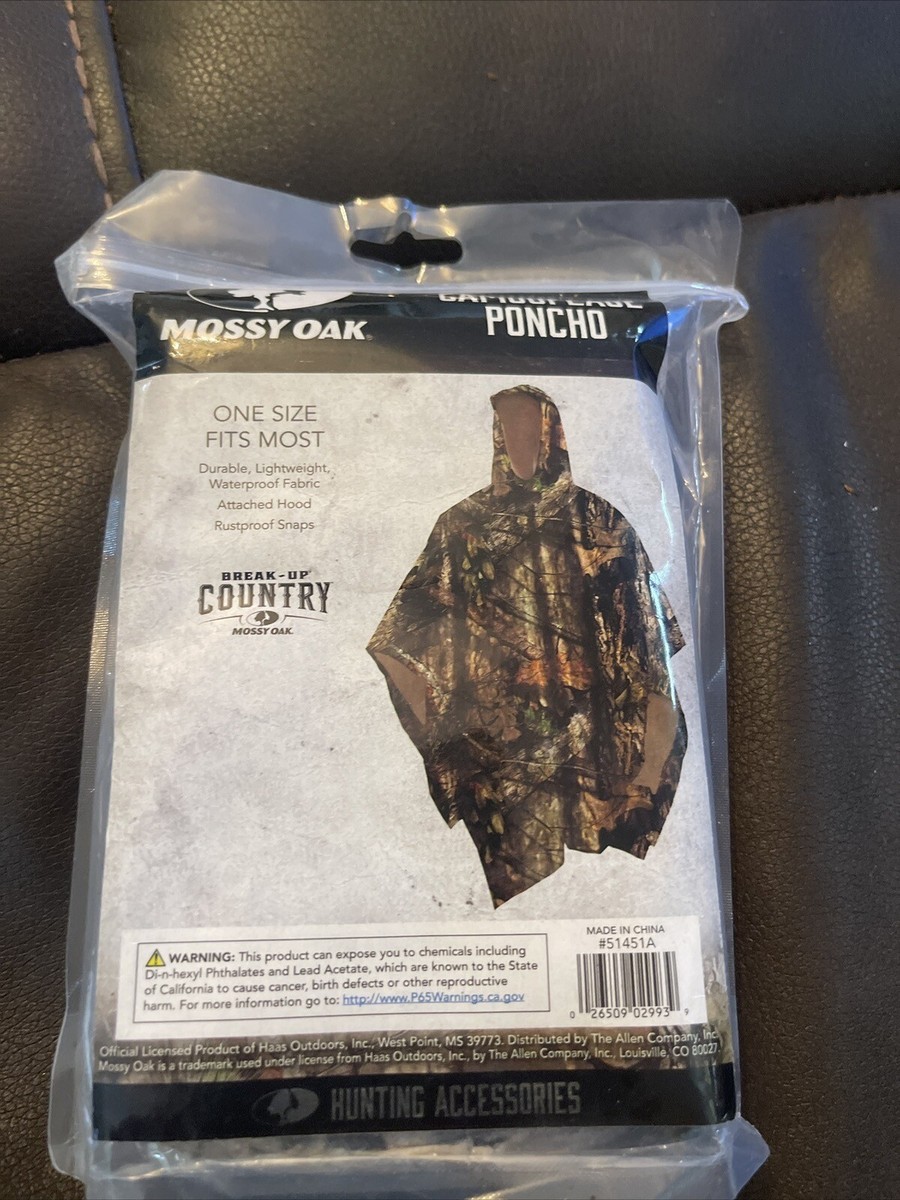 MOSSY OAK
CAMOUFLAGE
PONCHO
ONE SIZE
FITS MOST
Durable, Lightweight,
Waterproof Fabric
Attached Hood
Rustproof Snaps
BREAK-UP
COUNTRY
MOSSY OAK
WARNING: This product can expose you to chemicals including
Di-n-hexyl Phthalates and Lead Acetate, which are known to the State
of California to cause cancer, birth defects or other reproductive
harm. For more information go to: http://www.P65Warnings.ca.gov
MADE IN CHINA
#51451A
0 26509 02993 9
Official Licensed Product of Haas Outdoors, Inc., West Point, MS 39773. Distributed by The Allen Company, Inc.
Mossy Oak is a trademark used under license from Haas Outdoors, Inc., by The Allen Company, Inc., Louisville, CO 80027.
HUNTING ACCESSORIES